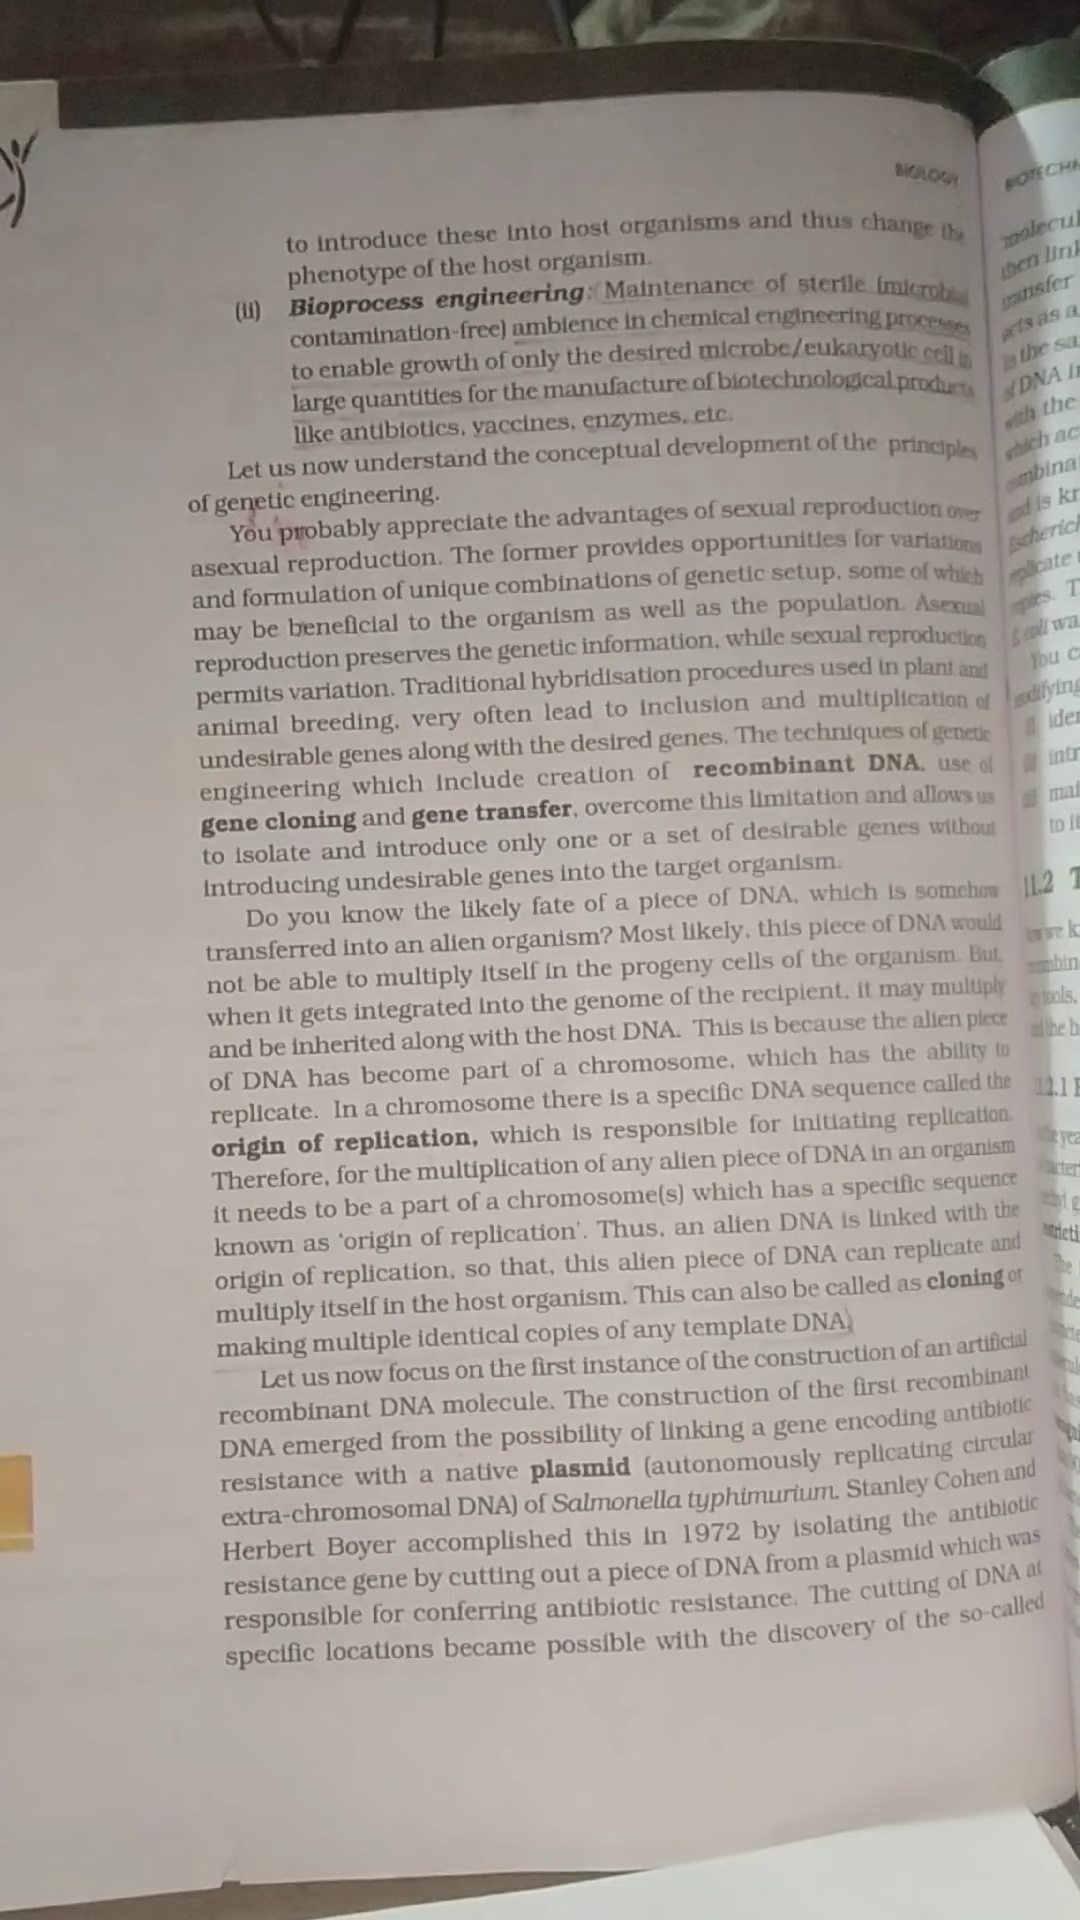 BIOLOGY
to introduce these into host organisms and thus change the
phenotype of the host organism.
(ii) Bioprocess engineering: Maintenance of sterile (microbial
contamination-free) ambience in chemical engineering processes
to enable growth of only the desired microbe/eukaryotic cell in
large quantities for the manufacture of biotechnological products
like antibiotics, vaccines, enzymes, etc.
Let us now understand the conceptual development of the principles
of genetic engineering.
You probably appreciate the advantages of sexual reproduction over
asexual reproduction. The former provides opportunities for variations
and formulation of unique combinations of genetic setup, some of which
may be beneficial to the organism as well as the population. Asexual
reproduction preserves the genetic information, while sexual reproduction
permits variation. Traditional hybridisation procedures used in plant and
animal breeding, very often lead to inclusion and multiplication of
undesirable genes along with the desired genes. The techniques of genetic
engineering which include creation of recombinant DNA, use of
gene cloning and gene transfer, overcome this limitation and allows us
to isolate and introduce only one or a set of desirable genes without
introducing undesirable genes into the target organism.
Do you know the likely fate of a piece of DNA, which is somehow
transferred into an alien organism? Most likely, this piece of DNA would
not be able to multiply itself in the progeny cells of the organism. But,
when it gets integrated into the genome of the recipient, it may multiply
and be inherited along with the host DNA. This is because the alien piece
of DNA has become part of a chromosome, which has the ability to
replicate. In a chromosome there is a specific DNA sequence called the
origin of replication, which is responsible for initiating replication.
Therefore, for the multiplication of any alien piece of DNA in an organism
it needs to be a part of a chromosome(s) which has a specific sequence
known as ‘origin of replication’. Thus, an alien DNA is linked with the
origin of replication, so that, this alien piece of DNA can replicate and
multiply itself in the host organism. This can also be called as cloning or
making multiple identical copies of any template DNA.
Let us now focus on the first instance of the construction of an artificial
recombinant DNA molecule. The construction of the first recombinant
DNA emerged from the possibility of linking a gene encoding antibiotic
resistance with a native plasmid (autonomously replicating circular
extra-chromosomal DNA) of Salmonella typhimurium. Stanley Cohen and
Herbert Boyer accomplished this in 1972 by isolating the antibiotic
resistance gene by cutting out a piece of DNA from a plasmid which was
responsible for conferring antibiotic resistance. The cutting of DNA at
specific locations became possible with the discovery of the so-called
then
transfer
acts as a
the
DNA
with the
which
is
You
11.2